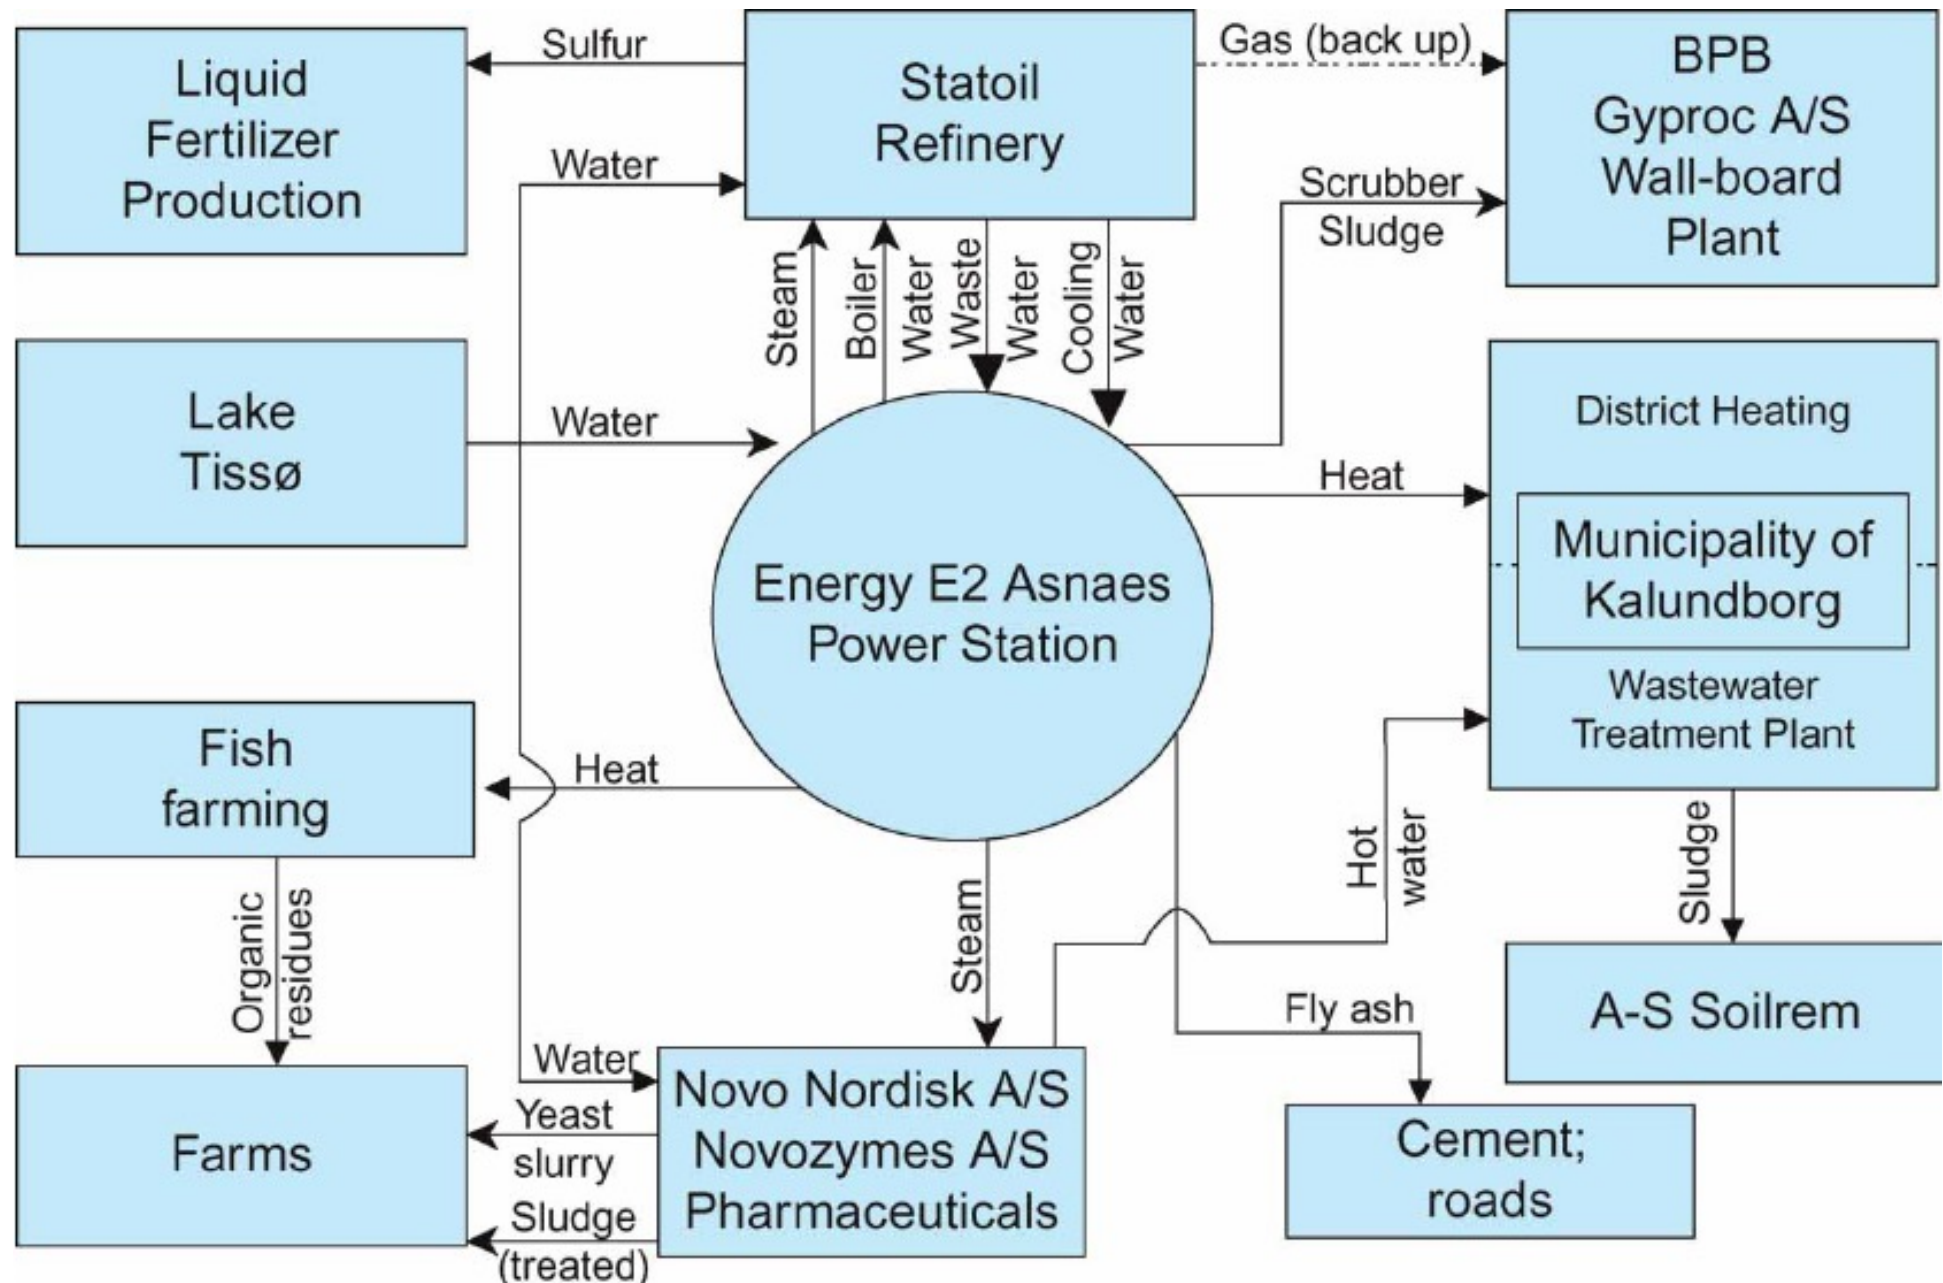 Liquid
Fertilizer
Production
Sulfur
Statoil
Refinery
Gas (back up)
BPB
Gyproc A/S
Wall-board
Plant
Water
Scrubber
Sludge
Steam
Boiler
Water
Waste
Water
Cooling
Water
Lake
Tissø
Water
District Heating
Heat
Municipality of
Kalundborg
Wastewater
Treatment Plant
Energy E2 Asnaes
Power Station
Fish
farming
Heat
Organic
residues
Steam
Hot
water
Sludge
A-S Soilrem
Fly ash
Cement;
roads
Water
Yeast
slurry
Sludge
(treated)
Farms
Novo Nordisk A/S
Novozymes A/S
Pharmaceuticals